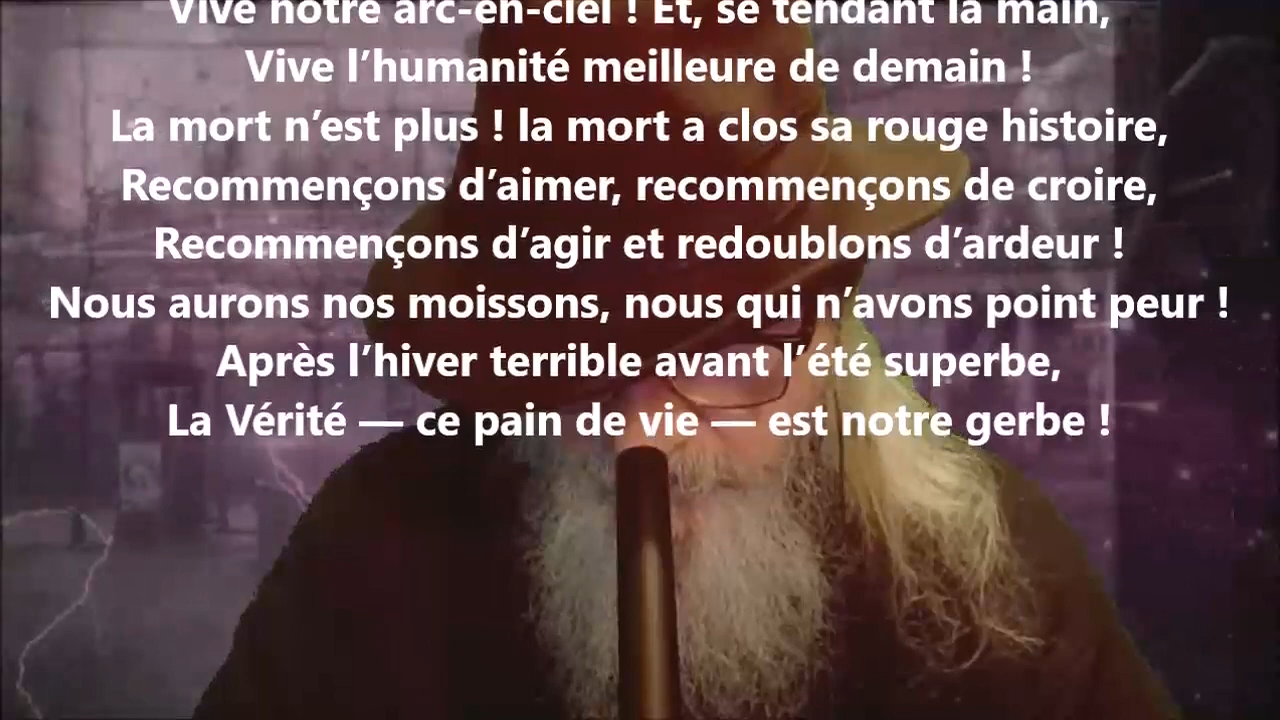 Vive notre arc-en-ciel ! Et, se tendant la main,
Vive l’humanité meilleure de demain !
La mort n’est plus ! la mort a clos sa rouge histoire,
Recommençons d’aimer, recommençons de croire,
Recommençons d’agir et redoublons d’ardeur !
Nous aurons nos moissons, nous qui n’avons point peur !
Après l’hiver terrible avant l’été superbe,
La Vérité — ce pain de vie — est notre gerbe !